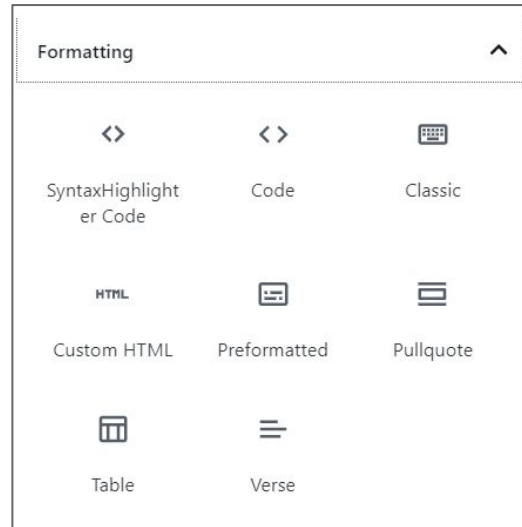 Formatting
SyntaxHighlight
er Code
Code
Classic
HTML
Custom HTML
Preformatted
Pullquote
Table
Verse